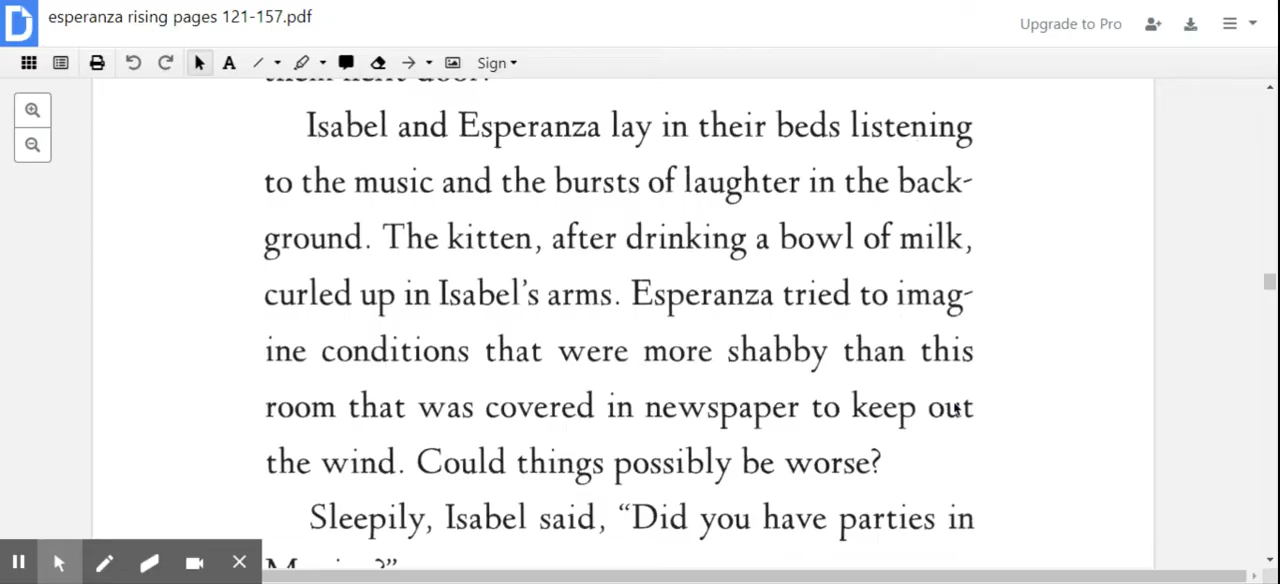 esperanza rising pages 121-157.pdf
Upgrade to Pro
A
Sign
Isabel and Esperanza lay in their beds listening
to the music and the bursts of laughter in the back-
ground. The kitten, after drinking a bowl of milk,
curled up in Isabel’s arms. Esperanza tried to imag-
ine conditions that were more shabby than this
room that was covered in newspaper to keep out
the wind. Could things possibly be worse?
Sleepily, Isabel said, “Did you have parties in